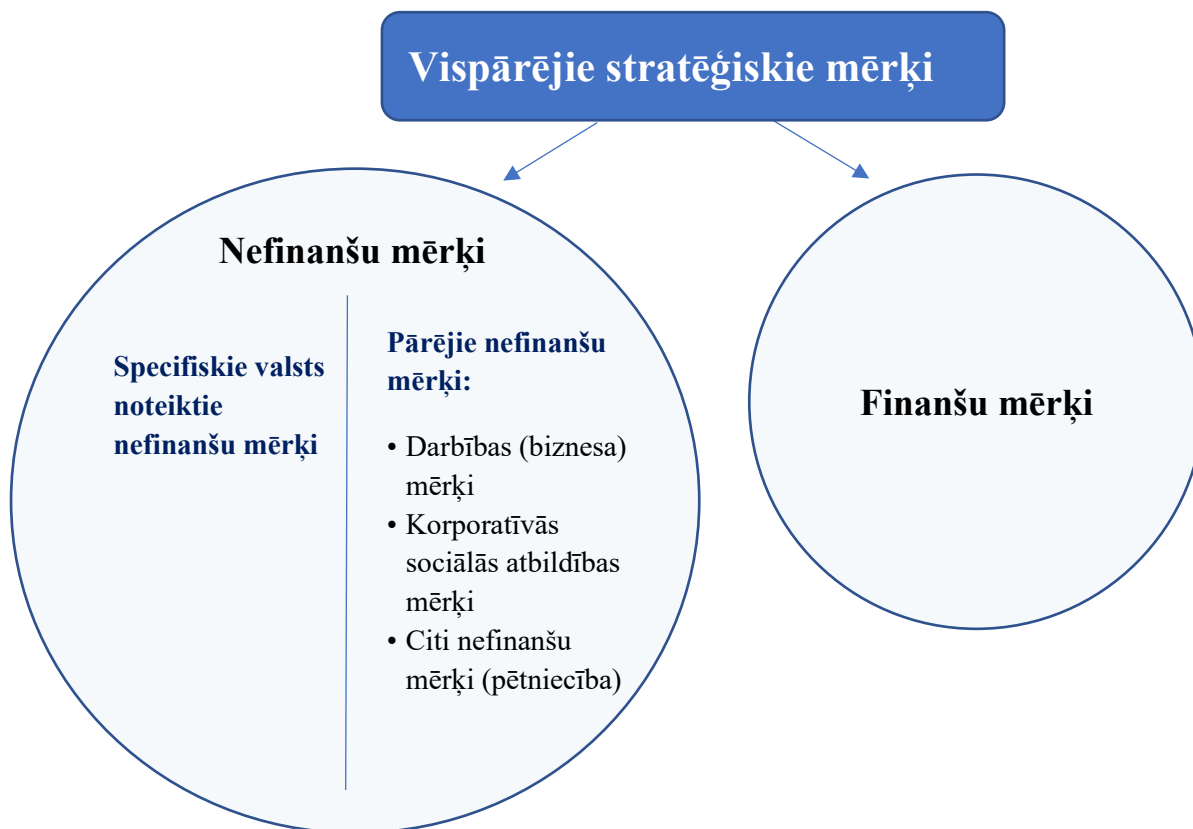 Vispārējie stratēģiskie mērķi
Nefinanšu mērķi
Specifiskie valsts
noteiktie
nefinanšu mērķi
Pārējie nefinanšu
mērķi:
• Darbības (biznesa)
mērķi
• Korporatīvās
sociālās atbildības
mērķi
• Citi nefinanšu
mērķi (pētniecība)
Finanšu mērķi